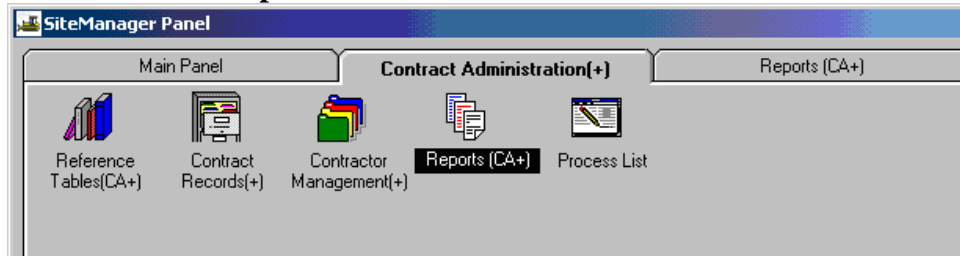 SiteManager Panel
Main Panel
Contract Administration(+)
Reports (CA+)
Reference
Tables(CA+)
Contract
Records(+)
Contractor
Management(+)
Reports (CA+)
Process List